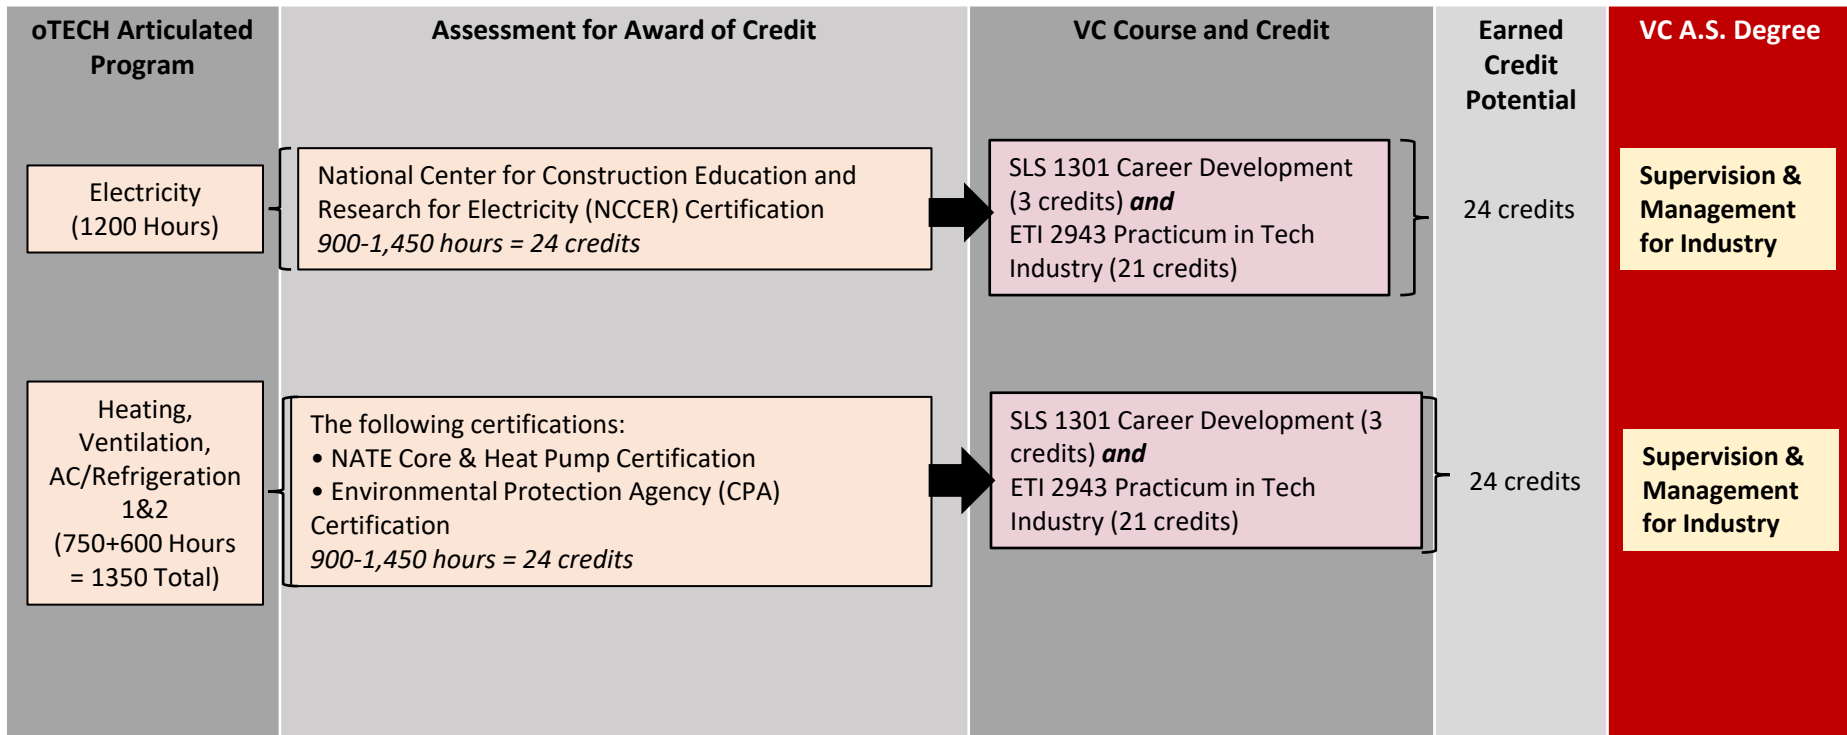 oTECH Articulated
Program
Assessment for Award of Credit
VC Course and Credit
Earned
Credit
Potential
VC A.S. Degree
Electricity
(1200 Hours)
National Center for Construction Education and
Research for Electricity (NCCER) Certification
900-1,450 hours = 24 credits
SLS 1301 Career Development
(3 credits) and
ETI 2943 Practicum in Tech
Industry (21 credits)
24 credits
Supervision &
Management
for Industry
Heating,
Ventilation,
AC/Refrigeration
1&2
(750+600 Hours
= 1350 Total)
The following certifications:
• NATE Core & Heat Pump Certification
• Environmental Protection Agency (CPA)
Certification
900-1,450 hours = 24 credits
SLS 1301 Career Development (3
credits) and
ETI 2943 Practicum in Tech
Industry (21 credits)
24 credits
Supervision &
Management
for Industry